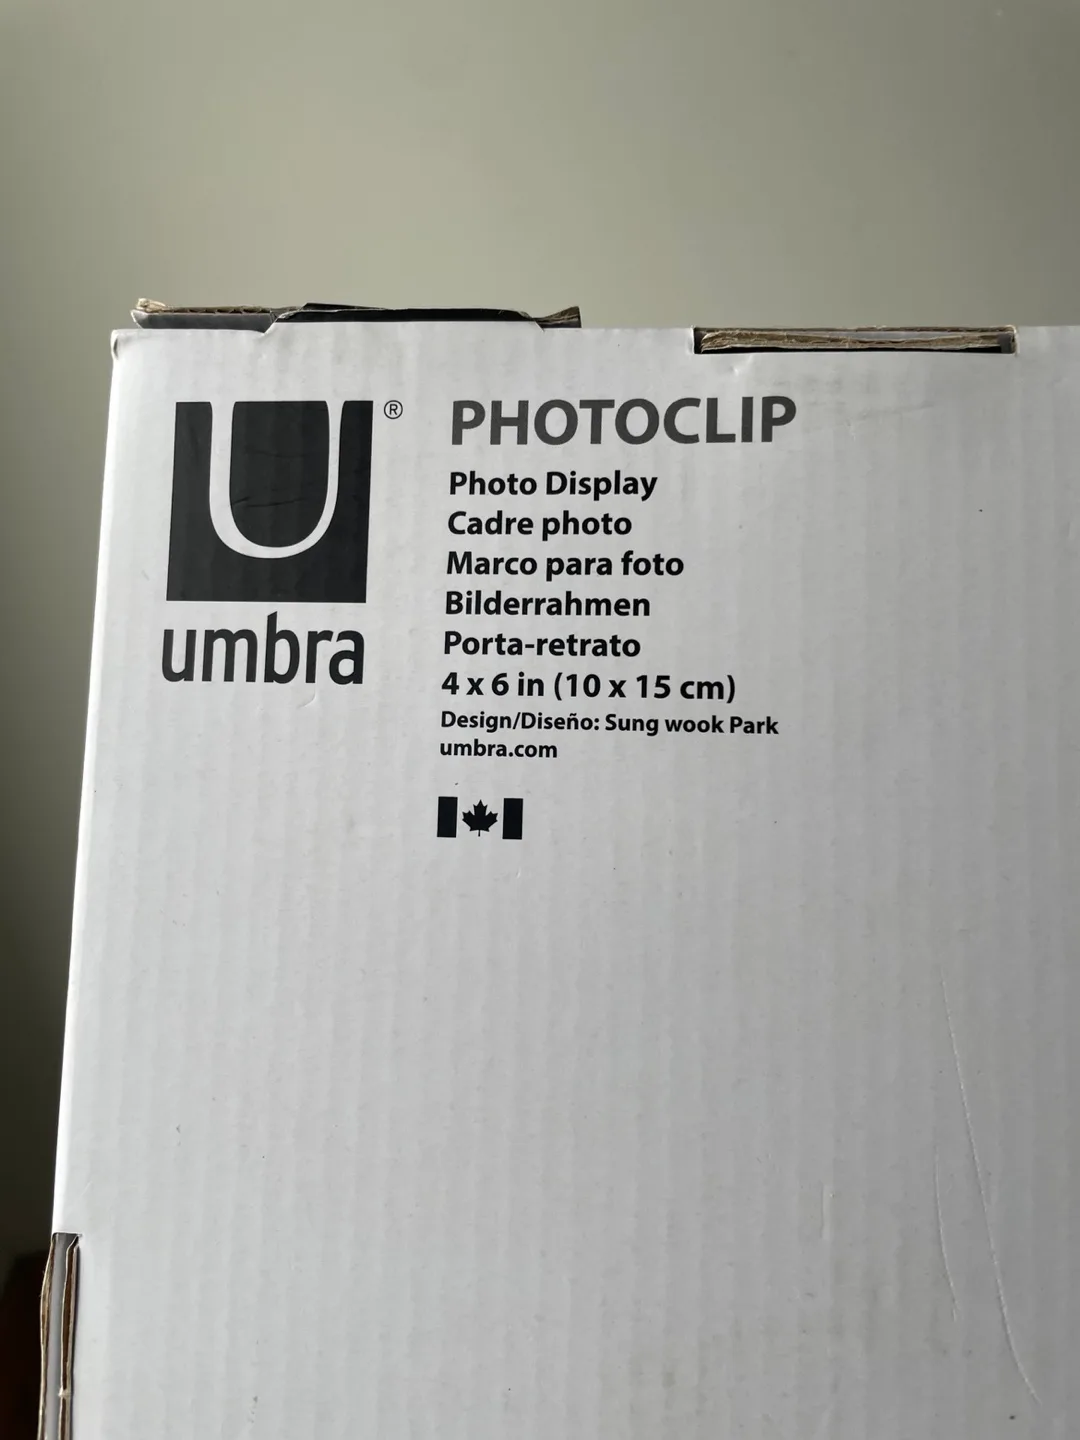 U®
umbra
PHOTOCLIP
Photo Display
Cadre photo
Marco para foto
Bilderrahmen
Porta-retrato
4 x 6 in (10 x 15 cm)
Design/Diseño: Sung wook Park
umbra.com